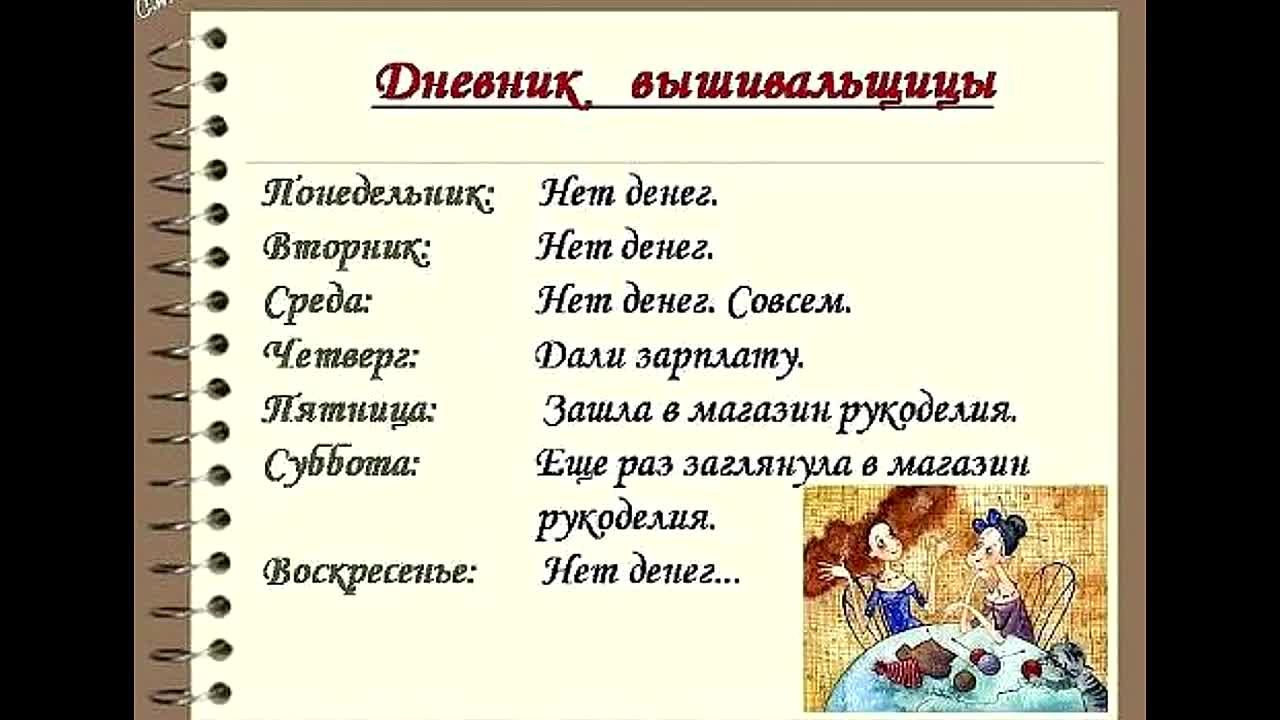 Дневник вышивальщицы
Понедельник: Нет денег.
Вторник: Нет денег.
Среда: Нет денег. Совсем.
Четверг: Дали зарплату.
Пятница: Зашла в магазин рукоделия.
Суббота: Еще раз заглянула в магазин
рукоделия.
Воскресенье: Нет денег...